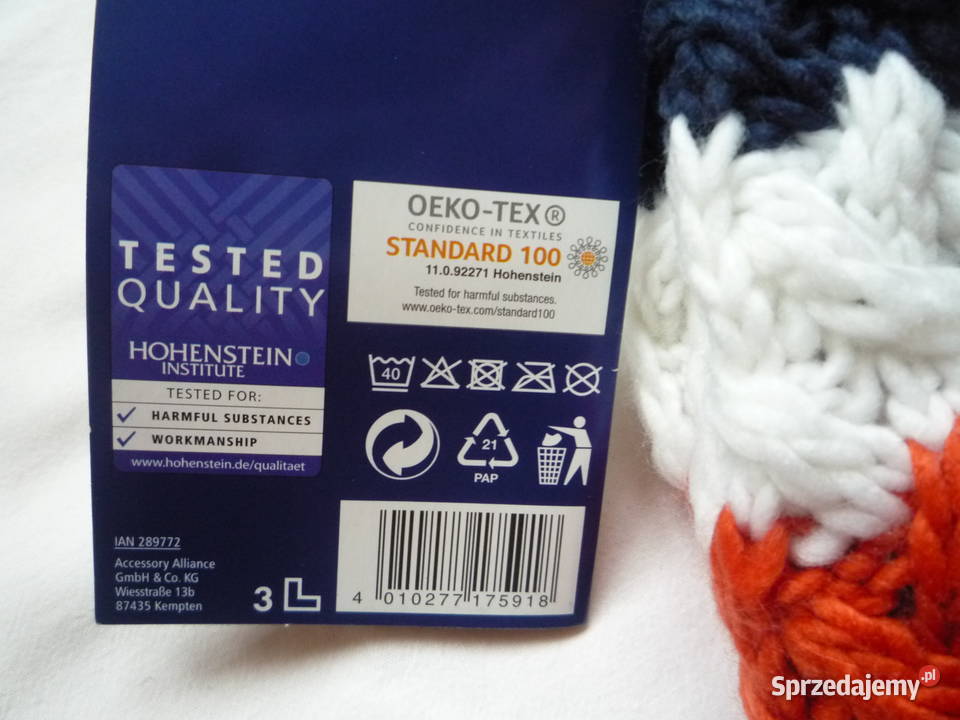 TESTED
QUALITY
HOHENSTEIN
INSTITUTE
TESTED FOR:
HARMFUL SUBSTANCES
WORKMANSHIP
www.hohenstein.de/qualitaet
OEKO-TEX®
CONFIDENCE IN TEXTILES
STANDARD 100
11.0.92271 Hohenstein
Tested for harmful substances.
www.oeko-tex.com/standard100
40
21
PAP
IAN 289772
Accessory Alliance
GmbH & Co. KG
Wiesstraße 13b
87435 Kempten
3
4 010277 175918
Sprzedajemy.pl